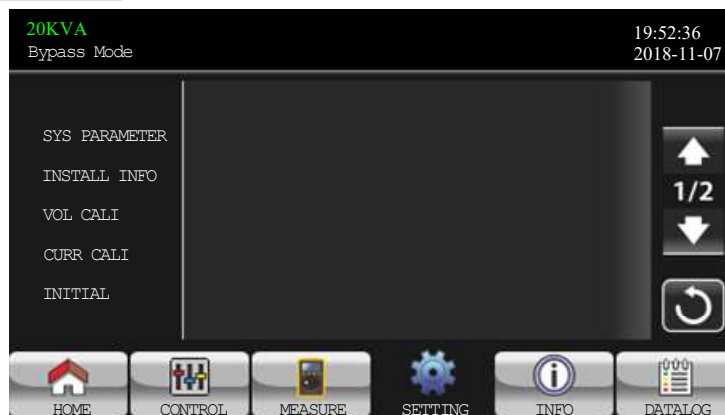 20KVA
19:52:36
Bypass Mode
2018-11-07
SYS PARAMETER
INSTALL INFO
VOL CALI
CURR CALI
INITIAL
1/2
HOME
CONTROL
MEASURE
SETTING
INFO
DATALOG